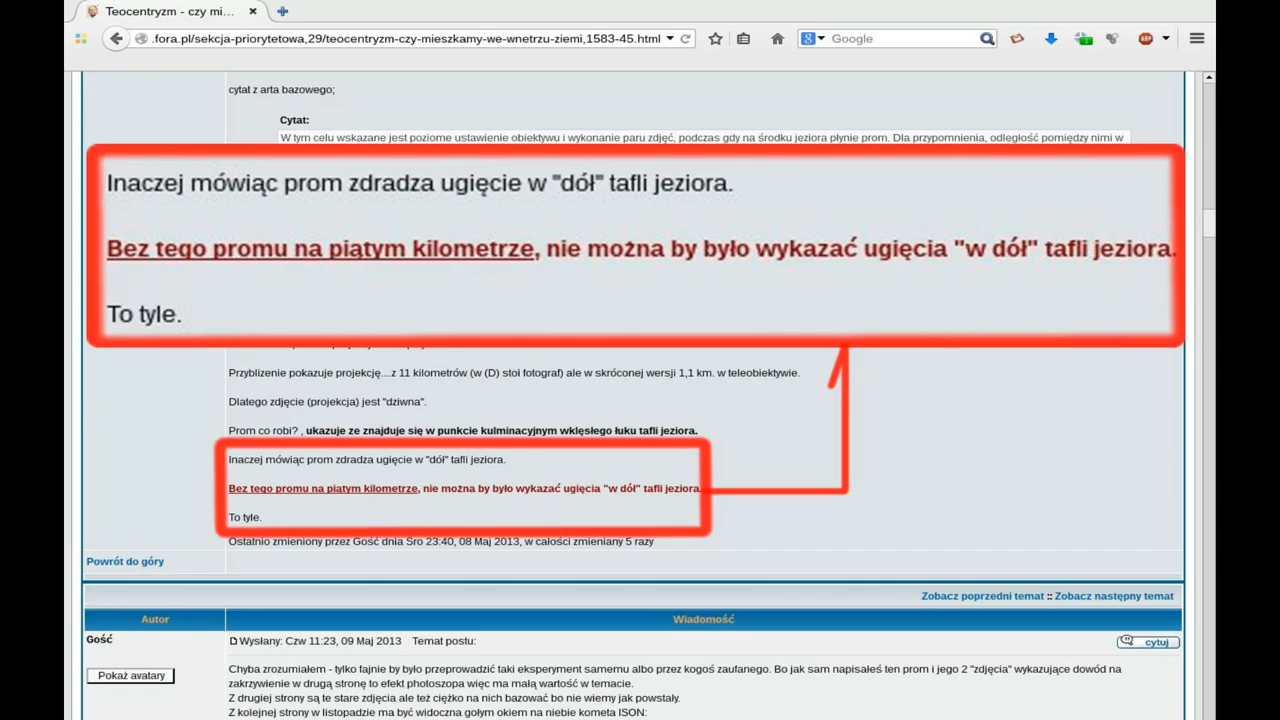 Teocentryzm - czy mi...
.fora.pl/sekcja-priorytetowa,29/teocentryzm-czy-mieszkamy-we-wnetrzu-ziemi,1583-45.html
Google
cytat z arta bazowego;
Cytat:
W tym celu wskazane jest poziome ustawienie obiektywu i wykonanie paru zdjęć, podczas gdy na środku jeziora płynie prom. Dla przypomnienia, odległość pomiędzy nimi w
Inaczej mówiąc prom zdradza ugięcie w "dół" tafli jeziora.
Bez tego promu na piątym kilometrze, nie można by było wykazać ugięcia "w dół" tafli jeziora.
To tyle.
Przyblizenie pokazuje projekcję....z 11 kilometrów (w (D) stoi fotograf) ale w skróconej wersji 1,1 km. w teleobiektywie.
Dlatego zdjęcie (projekcja) jest "dziwna".
Prom co robi? , ukazuje ze znajduje się w punkcie kulminacyjnym wklęsłego łuku tafli jeziora.
Inaczej mówiąc prom zdradza ugięcie w "dół" tafli jeziora.
Bez tego promu na piątym kilometrze, nie można by było wykazać ugięcia "w dół" tafli jeziora.
To tyle.
Ostatnio zmieniony przez Gość dnia Śro 23:40, 08 Maj 2013, w całości zmieniany 5 razy
Powrót do góry
Zobacz poprzedni temat :: Zobacz następny temat
Autor Wiadomość
Gość Wysłany: Czw 11:23, 09 Maj 2013 Temat postu:
cytuj
Pokaż avatary
Chyba zrozumiałem - tylko fajnie by było przeprowadzić taki eksperyment samemu albo przez kogoś zaufanego. Bo jak sam napisałeś ten prom i jego 2 "zdjęcia" wykazujące dowód na
zakrzywienie w drugą stronę to efekt photoszopa więc ma małą wartość w temacie.
Z drugiej strony są te stare zdjęcia ale też ciężko na nich bazować bo nie wiemy jak powstały.
Z kolejnej strony w listopadzie ma być widoczna gołym okiem na niebie kometa ISON: